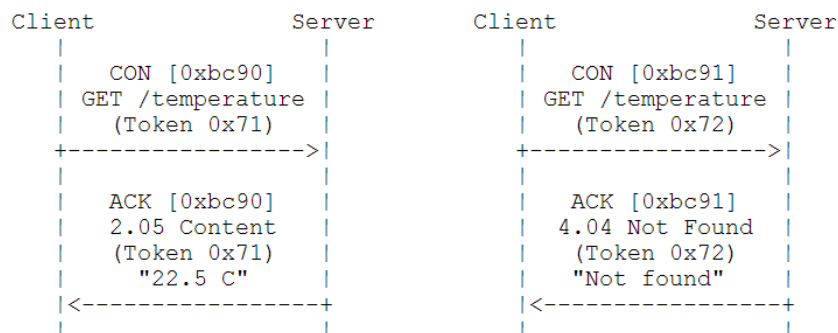 Client Server Client Server
CON [0xbc90] CON [0xbc91]
GET /temperature GET /temperature
(Token 0x71) (Token 0x72)
ACK [0xbc90] ACK [0xbc91]
2.05 Content 4.04 Not Found
(Token 0x71) (Token 0x72)
"22.5 C" "Not found"